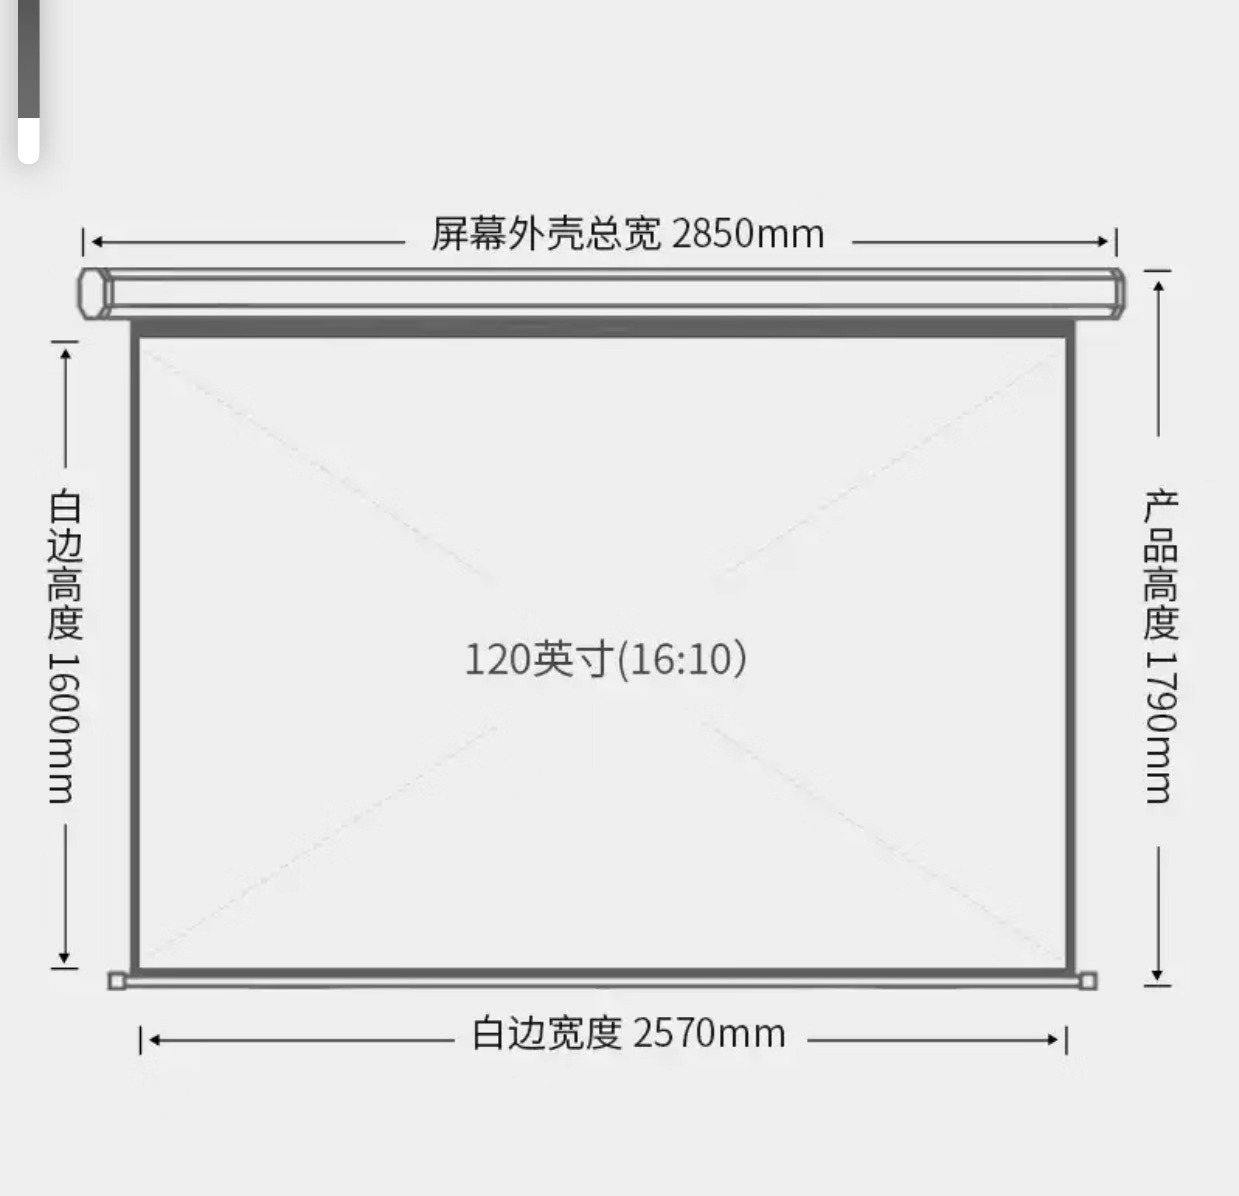 屏幕外壳总宽 2850mm
白边高度 1600mm
产品高度 1790mm
120英寸(16:10）
白边宽度 2570mm